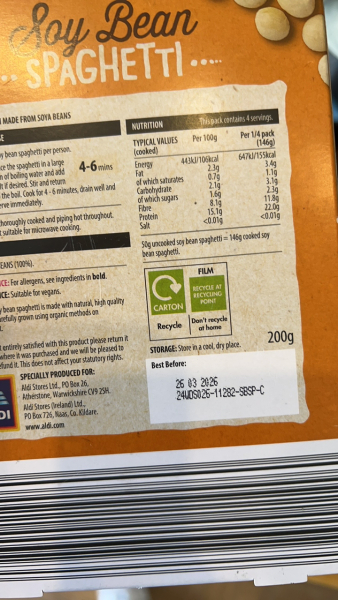 Soy Bean
SPAGHETTI
MADE FROM SOYA BEANS
y bean spaghetti per person.
ce the spaghetti in a large
n of boiling water and add
lt if desired. Stir and return
the boil. Cook for 4 - 6 minutes, drain well and
erve immediately.
4-6 mins
horoughly cooked and piping hot throughout.
t suitable for microwave cooking.
EANS (100%).
CE: For allergens, see ingredients in bold.
CE: Suitable for vegans.
y bean spaghetti is made with natural, high quality
refully grown using organic methods on
t entirely satisfied with this product please return it
where it was purchased and we will be pleased to
fund it. This does not affect your statutory rights.
SPECIALLY PRODUCED FOR:
Aldi Stores Ltd., PO Box 26,
Atherstone, Warwickshire CV9 2SH.
Aldi Stores (Ireland) Ltd.,
PO Box 726, Naas, Co. Kildare.
www.aldi.com
DI
NUTRITION This pack contains 4 servings.
TYPICAL VALUES (cooked) Per 100g Per 1/4 pack (146g)
Energy 443kJ/106kcal 647kJ/155kcal
Fat 2.3g 3.4g
of which saturates 0.7g 1.1g
Carbohydrate 2.1g 3.1g
of which sugars 1.6g 2.3g
Fibre 8.1g 11.8g
Protein 15.1g 22.0g
Salt <0.01g <0.01g
50g uncooked soy bean spaghetti = 146g cooked soy
bean spaghetti.
CARTON
Recycle
FILM
RECYCLE AT
RECYCLING
POINT
Don't recycle
at home
200g
STORAGE: Store in a cool, dry place.
Best Before:
26 03 2026
24WDS026-11282-SBSP-C